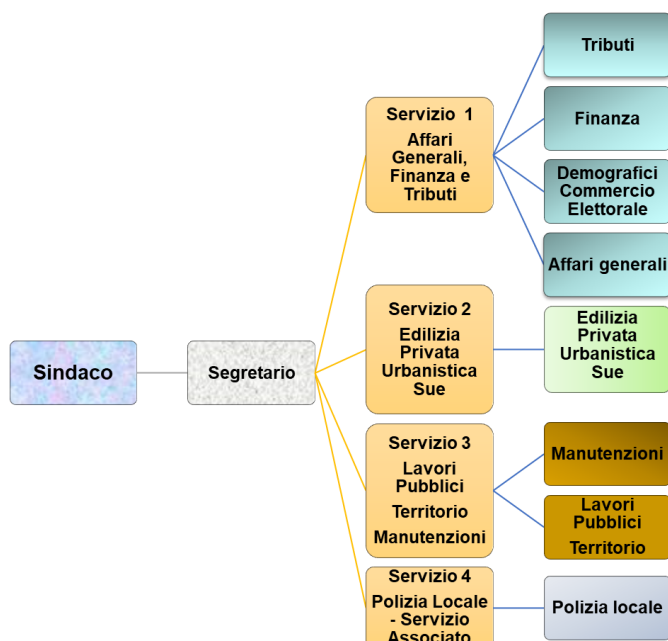 Sindaco
Segretario
Servizio 1
Affari
Generali,
Finanza e
Tributi
Servizio 2
Edilizia
Privata
Urbanistica
Sue
Servizio 3
Lavori
Pubblici
Territorio
Manutenzioni
Servizio 4
Polizia Locale
- Servizio
Associato
Tributi
Finanza
Demografici
Commercio
Elettorale
Affari generali
Edilizia
Privata
Urbanistica
Sue
Manutenzioni
Lavori
Pubblici
Territorio
Polizia locale